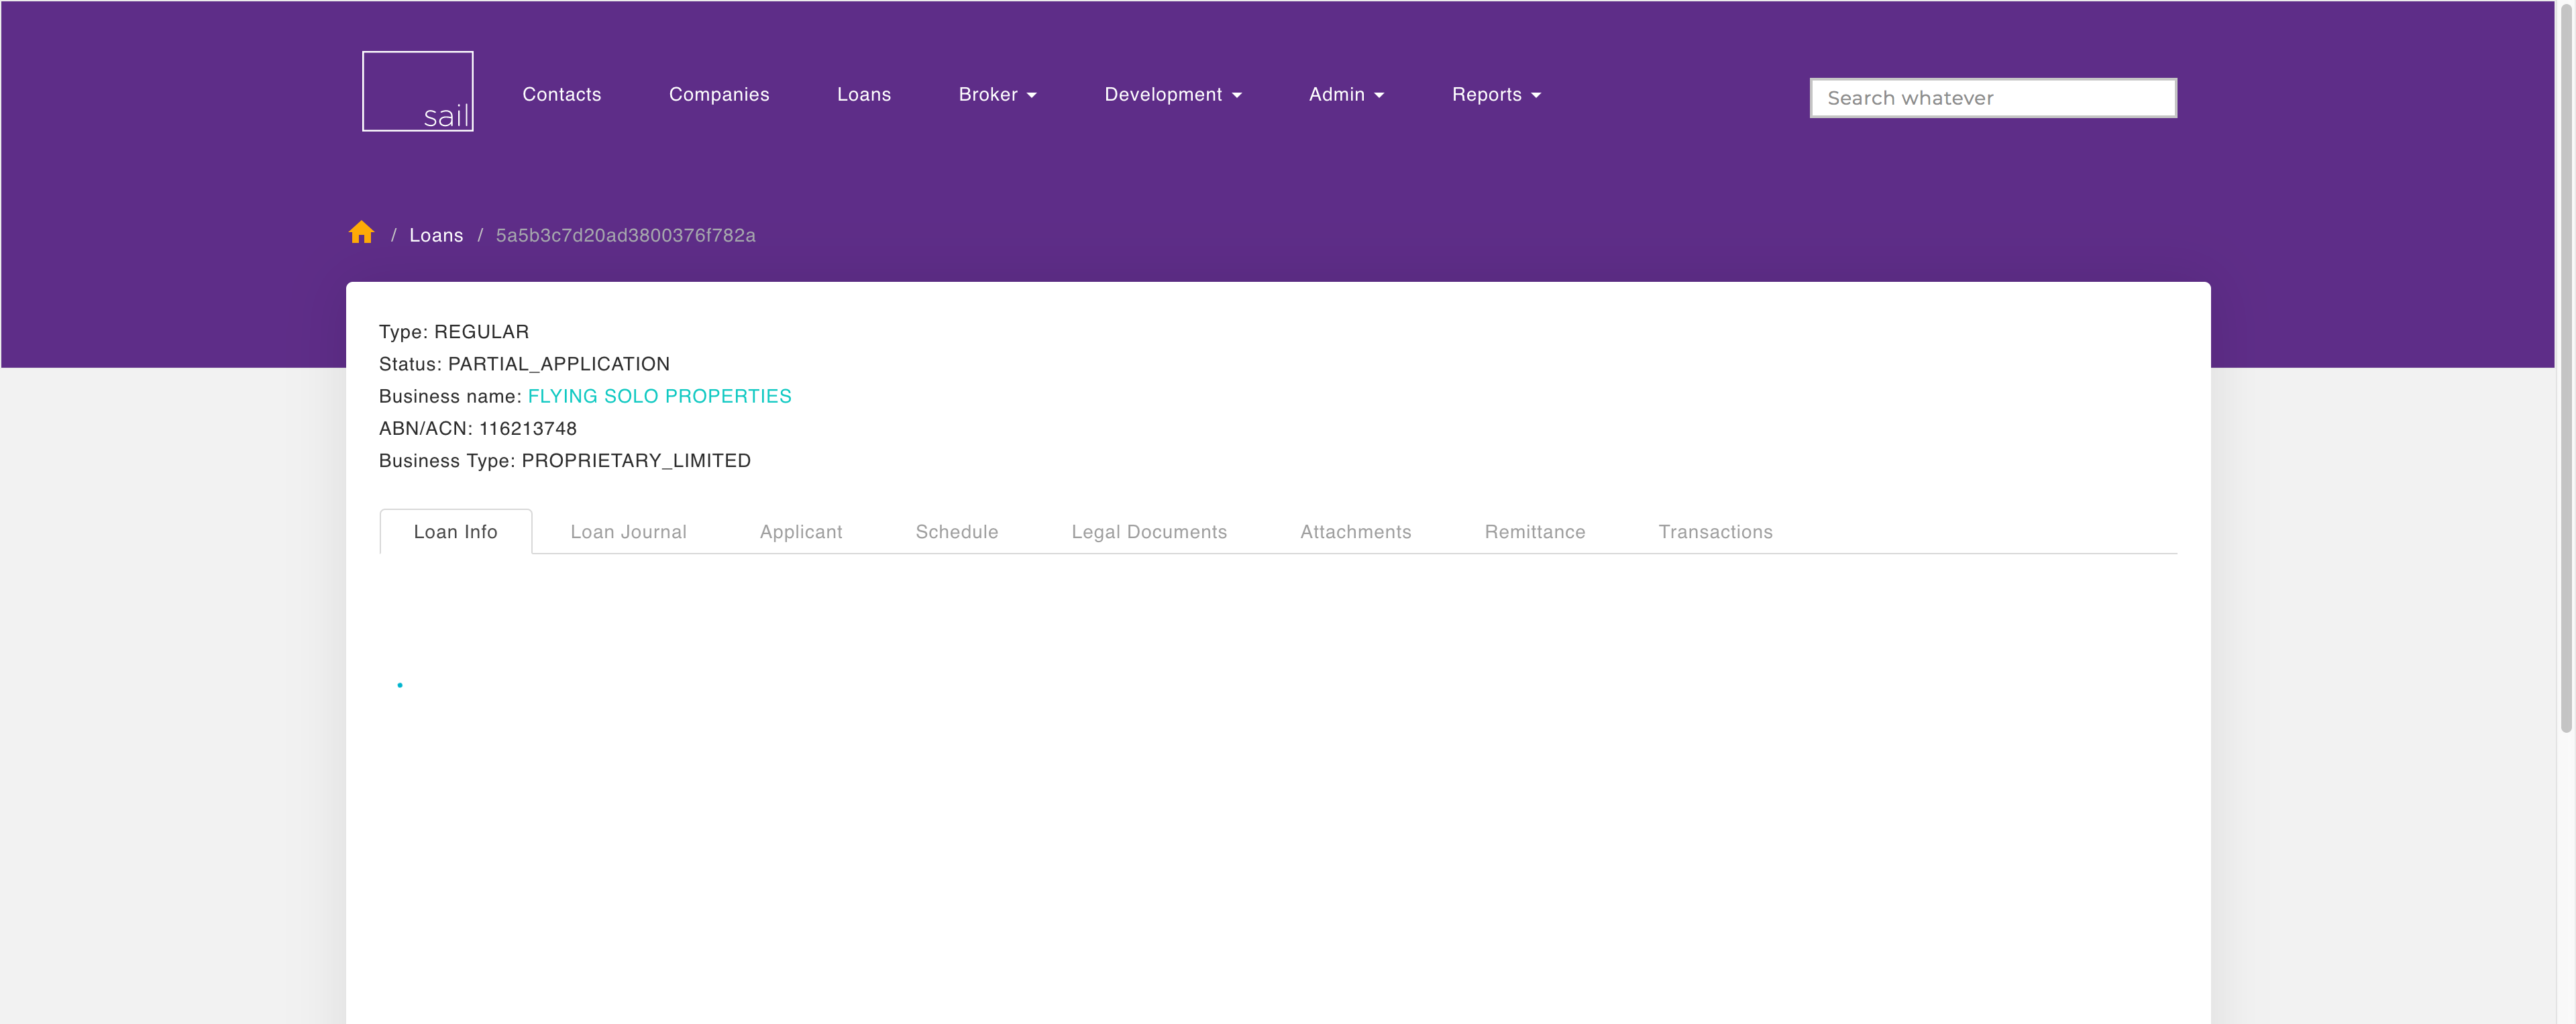 sail
Contacts Companies Loans Broker Development Admin Reports
Search whatever
/ Loans / 5a5b3c7d20ad3800376f782a
Type: REGULAR
Status: PARTIAL_APPLICATION
Business name: FLYING SOLO PROPERTIES
ABN/ACN: 116213748
Business Type: PROPRIETARY_LIMITED
Loan Info Loan Journal Applicant Schedule Legal Documents Attachments Remittance Transactions